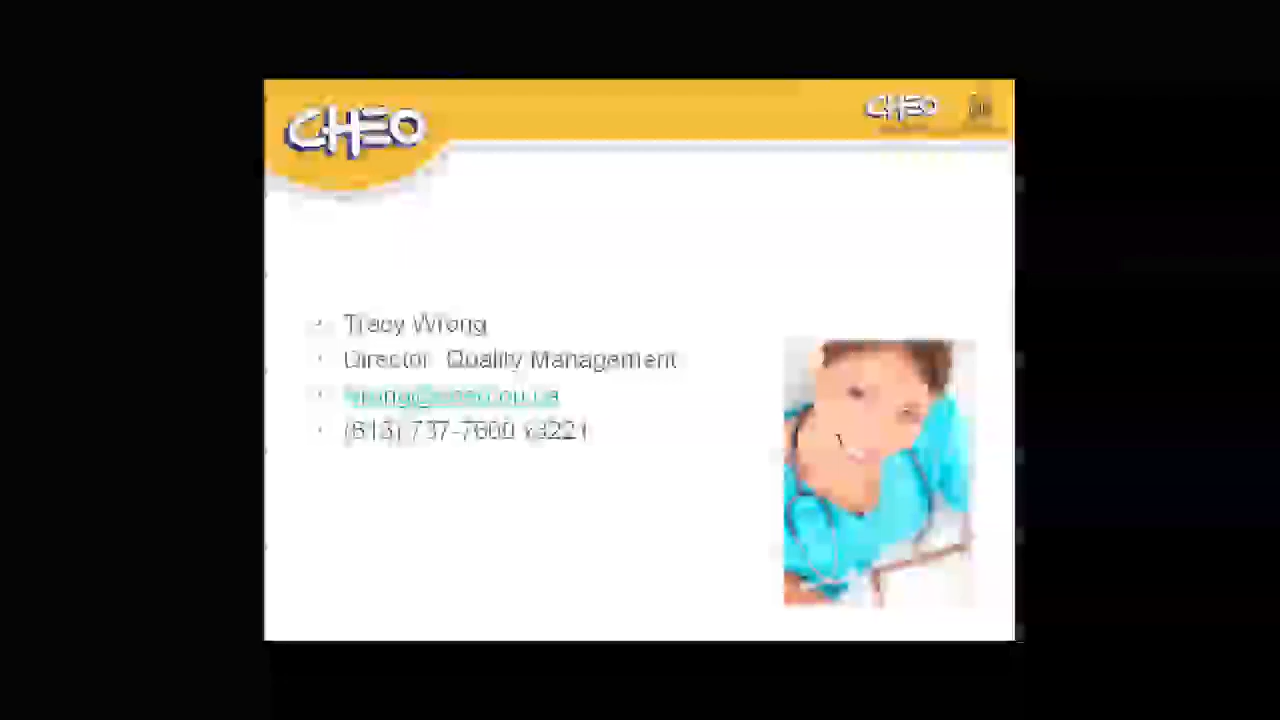 CHEO
CHEO
Tracy Wrong
Director Quality Management
(613) 737-7600